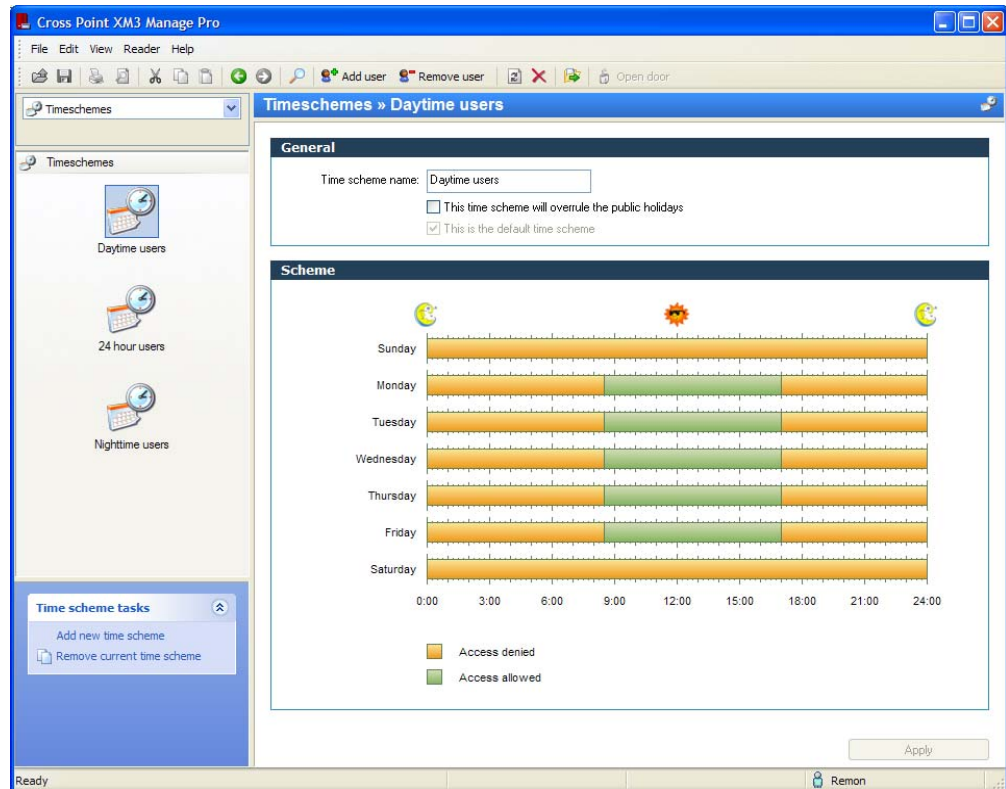 Cross Point XM3 Manage Pro
File Edit View Reader Help
Add user Remove user Open door
Timeschemes
Timeschemes » Daytime users
Timeschemes
Daytime users
24 hour users
Nighttime users
Time scheme tasks
Add new time scheme
Remove current time scheme
General
Time scheme name: Daytime users
This time scheme will overrule the public holidays
This is the default time scheme
Scheme
Sunday
Monday
Tuesday
Wednesday
Thursday
Friday
Saturday
0:00 3:00 6:00 9:00 12:00 15:00 18:00 21:00 24:00
Access denied
Access allowed
Apply
Ready Remon